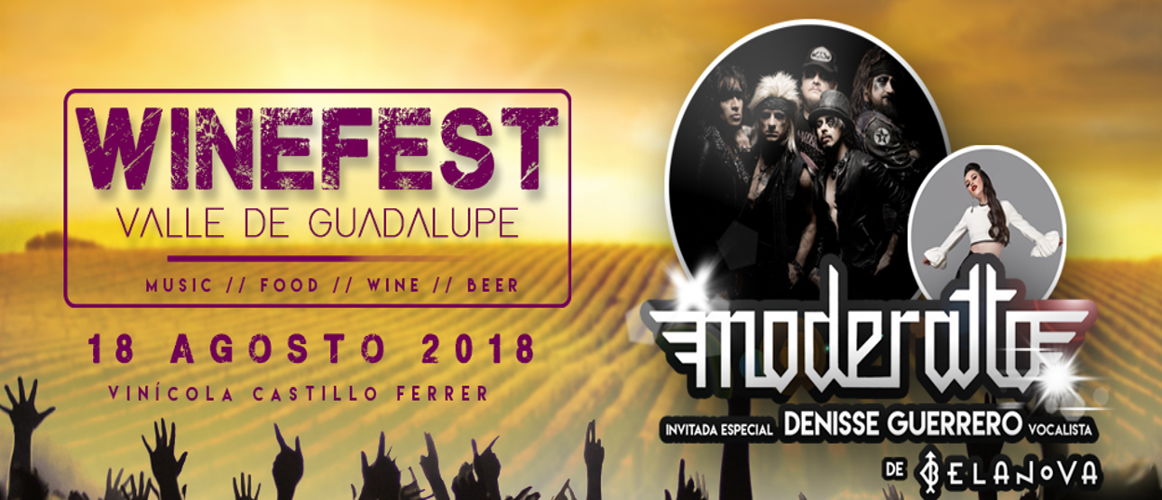 WINEFEST
VALLE DE GUADALUPE
MUSIC // FOOD // WINE // BEER
18 AGOSTO 2018
VINÍCOLA CASTILLO FERRER
moderatto
INVITADA ESPECIAL DENISSE GUERRERO VOCALISTA
DE BELANOVA